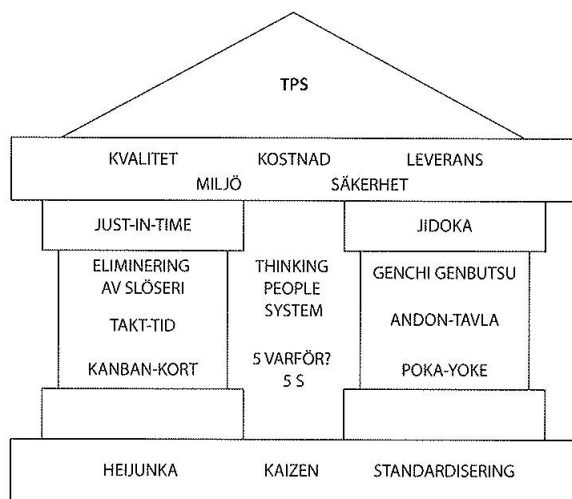 TPS
KVALITET KOSTNAD LEVERANS
MILJÖ SÄKERHET
JUST-IN-TIME
JIDOKA
ELIMINERING
AV SLÖSERI
TAKT-TID
KANBAN-KORT
THINKING
PEOPLE
SYSTEM
5 VARFÖR?
5 S
GENCHI GENBUTSU
ANDON-TAVLA
POKA-YOKE
HEIJUNKA KAIZEN STANDARDISERING